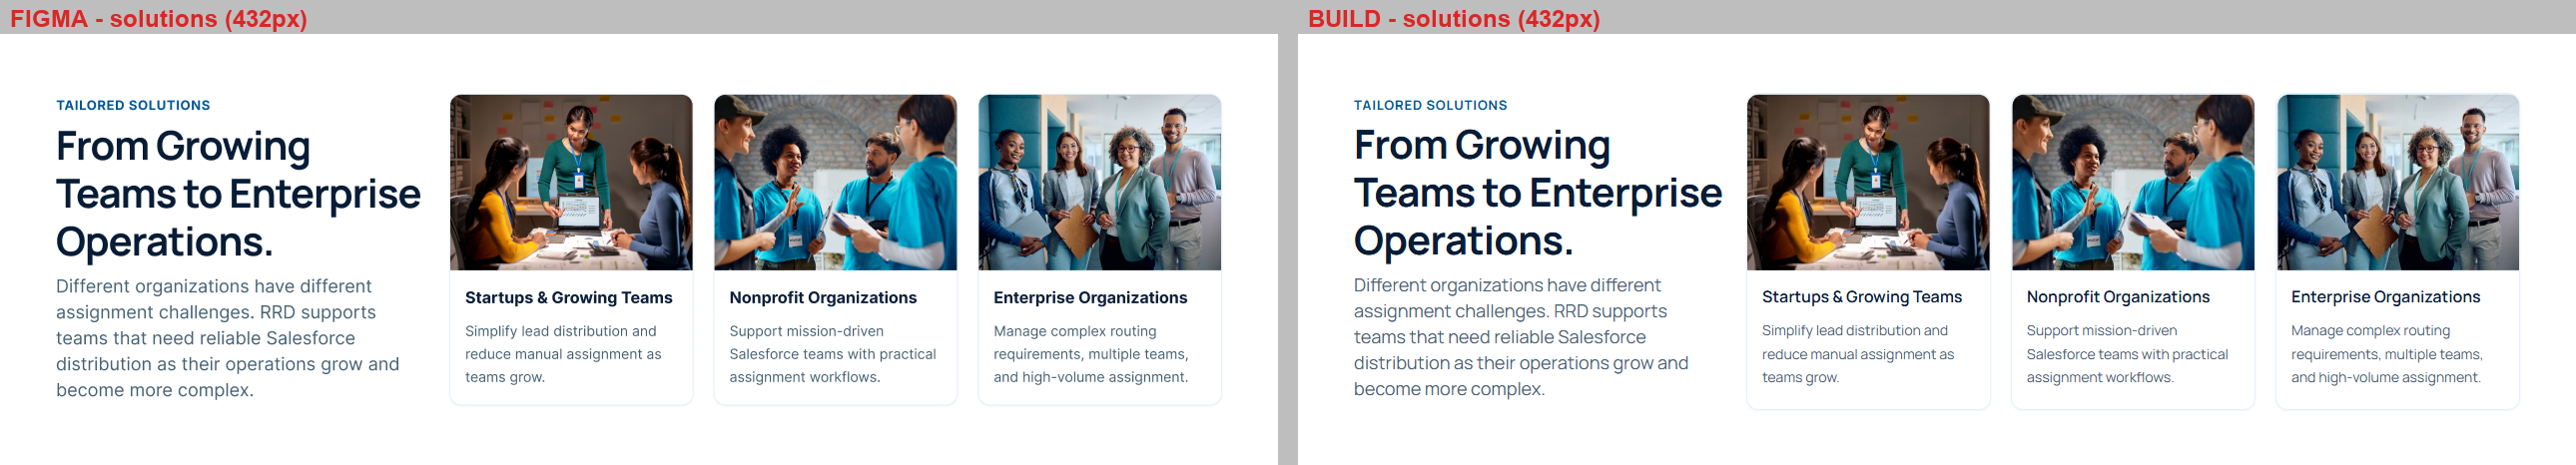 FIGMA - solutions (432px)
TAILORED SOLUTIONS
From Growing
Teams to Enterprise
Operations.
Different organizations have different
assignment challenges. RRD supports
teams that need reliable Salesforce
distribution as their operations grow and
become more complex.
Startups & Growing Teams
Simplify lead distribution and
reduce manual assignment as
teams grow.
Nonprofit Organizations
Support mission-driven
Salesforce teams with practical
assignment workflows.
Enterprise Organizations
Manage complex routing
requirements, multiple teams,
and high-volume assignment.
BUILD - solutions (432px)
TAILORED SOLUTIONS
From Growing
Teams to Enterprise
Operations.
Different organizations have different
assignment challenges. RRD supports
teams that need reliable Salesforce
distribution as their operations grow and
become more complex.
Startups & Growing Teams
Simplify lead distribution and
reduce manual assignment as
teams grow.
Nonprofit Organizations
Support mission-driven
Salesforce teams with practical
assignment workflows.
Enterprise Organizations
Manage complex routing
requirements, multiple teams,
and high-volume assignment.